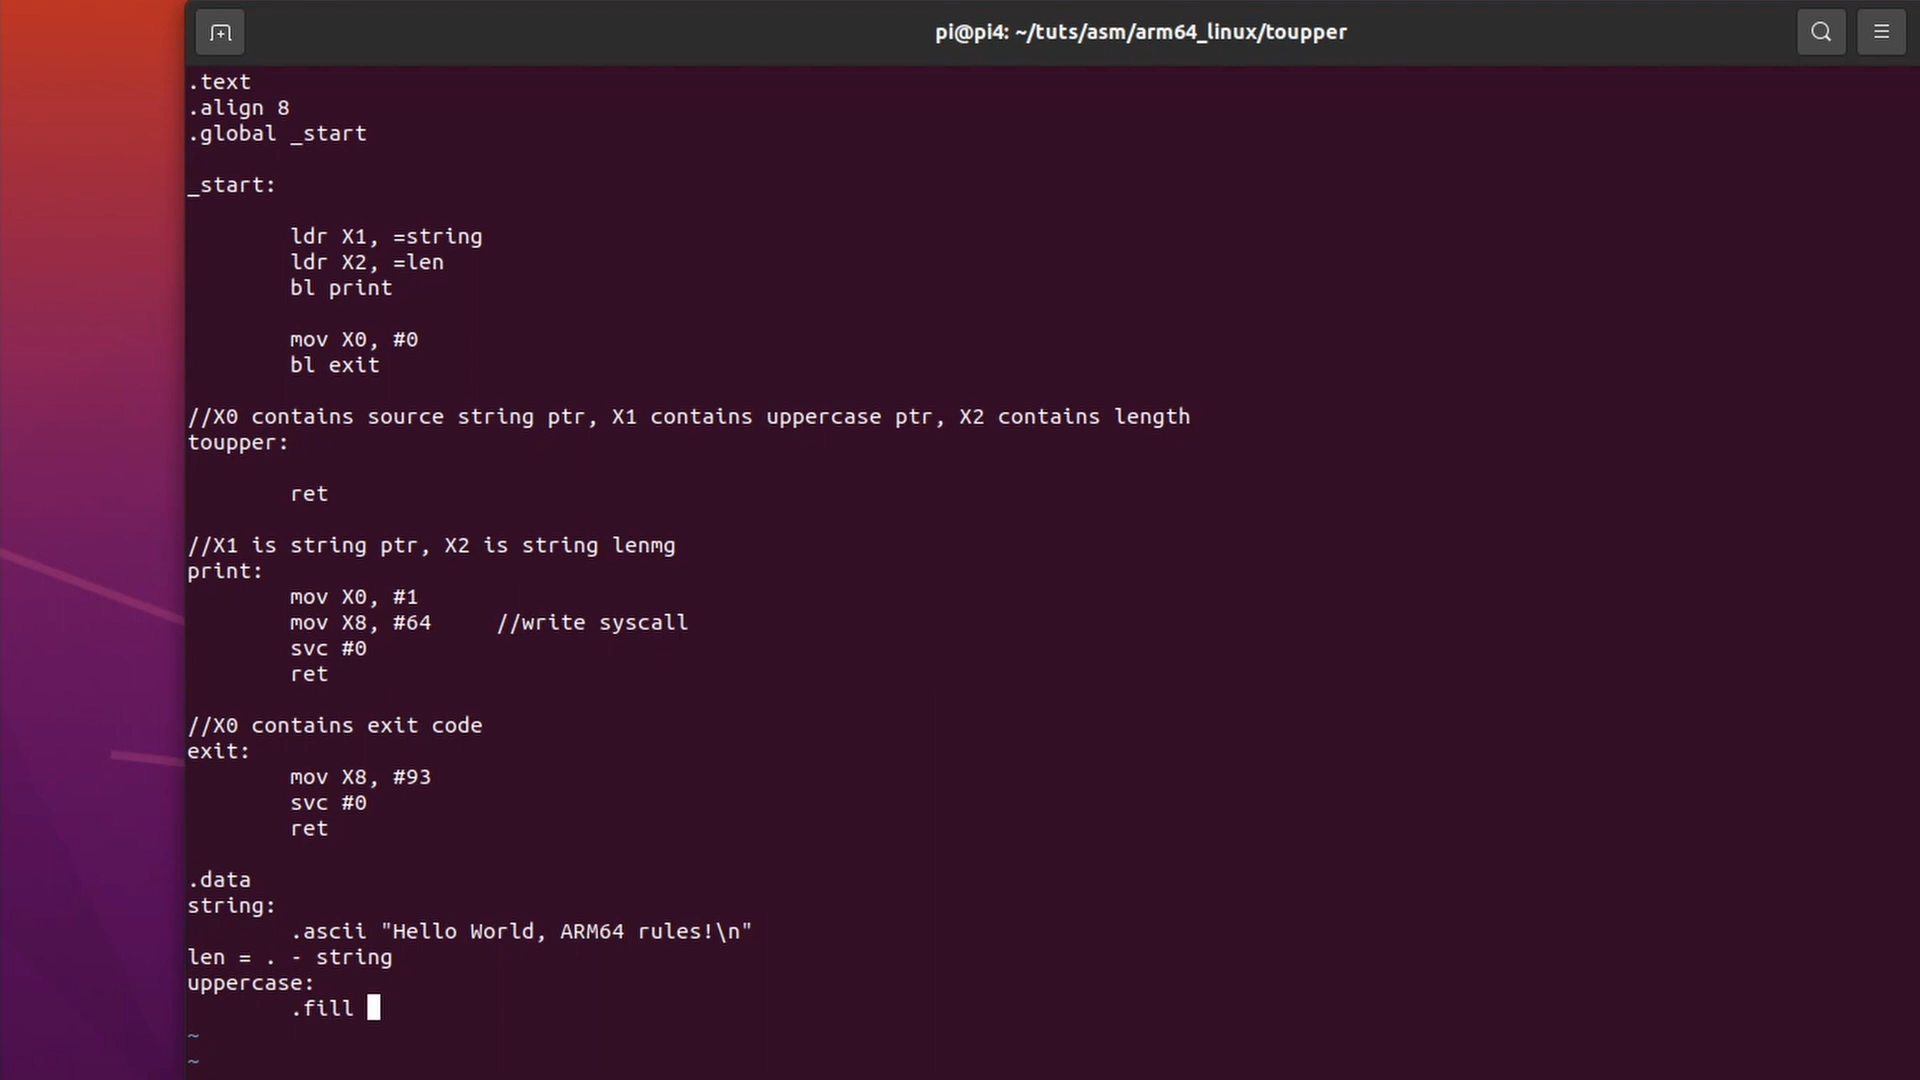 pi@pi4: ~/tuts/asm/arm64_linux/toupper
.text
.align 8
.global _start
_start:
ldr X1, =string
ldr X2, =len
bl print
mov X0, #0
bl exit
//X0 contains source string ptr, X1 contains uppercase ptr, X2 contains length
toupper:
ret
//X1 is string ptr, X2 is string lenmg
print:
mov X0, #1
mov X8, #64     //write syscall
svc #0
ret
//X0 contains exit code
exit:
mov X8, #93
svc #0
ret
.data
string:
.ascii "Hello World, ARM64 rules!\n"
len = . - string
uppercase:
.fill
~
~